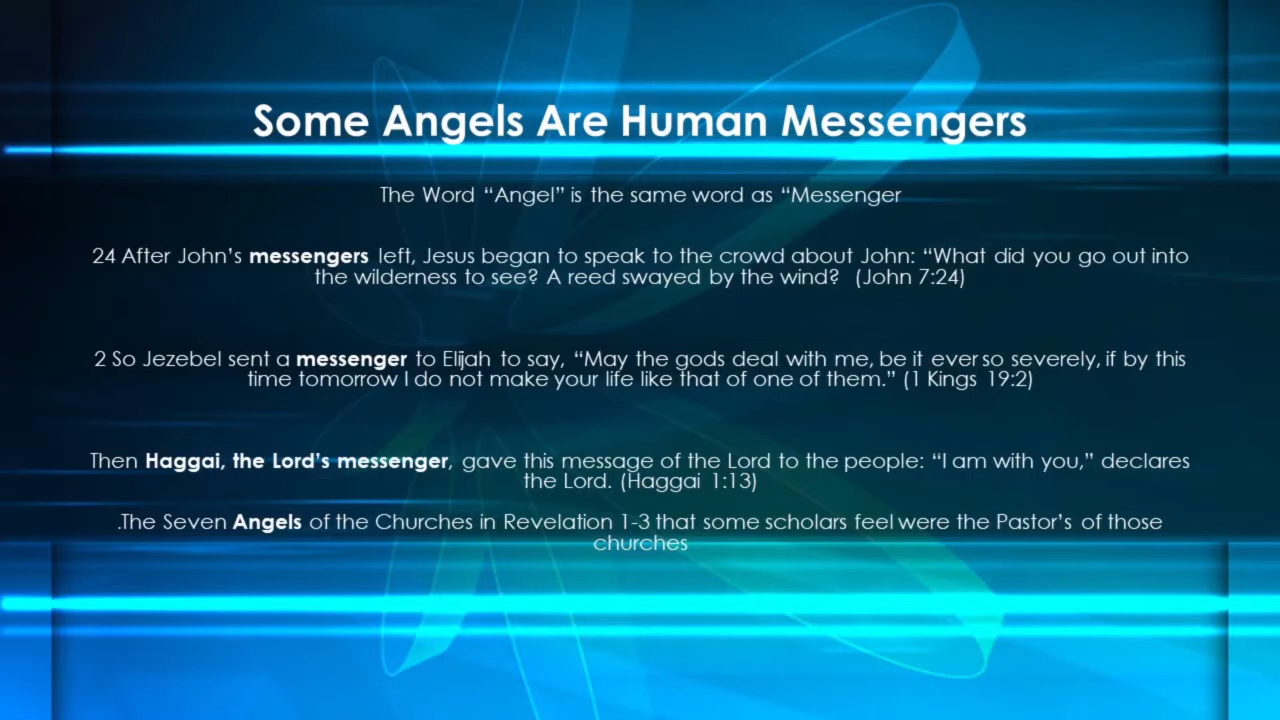 Some Angels Are Human Messengers
The Word “Angel” is the same word as “Messenger
24 After John’s messengers left, Jesus began to speak to the crowd about John: “What did you go out into
the wilderness to see? A reed swayed by the wind? (John 7:24)
2 So Jezebel sent a messenger to Elijah to say, “May the gods deal with me, be it ever so severely, if by this
time tomorrow I do not make your life like that of one of them.” (1 Kings 19:2)
Then Haggai, the Lord’s messenger, gave this message of the Lord to the people: “I am with you,” declares
the Lord. (Haggai 1:13)
.The Seven Angels of the Churches in Revelation 1-3 that some scholars feel were the Pastor’s of those
churches